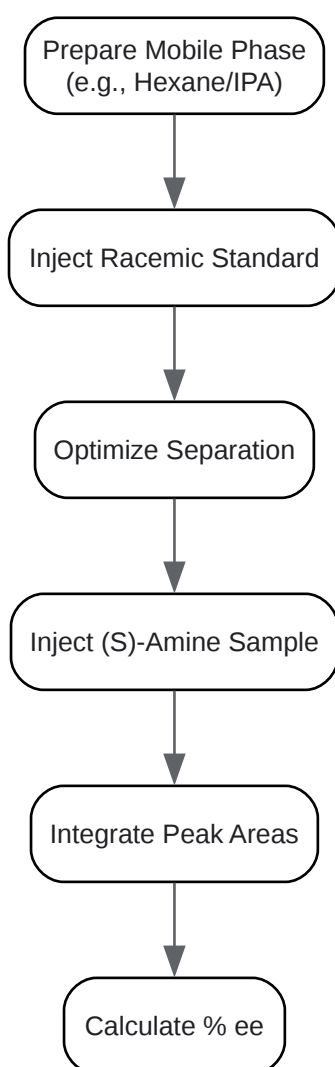 Prepare Mobile Phase
(e.g., Hexane/IPA)
Inject Racemic Standard
Optimize Separation
Inject (S)-Amine Sample
Integrate Peak Areas
Calculate % ee